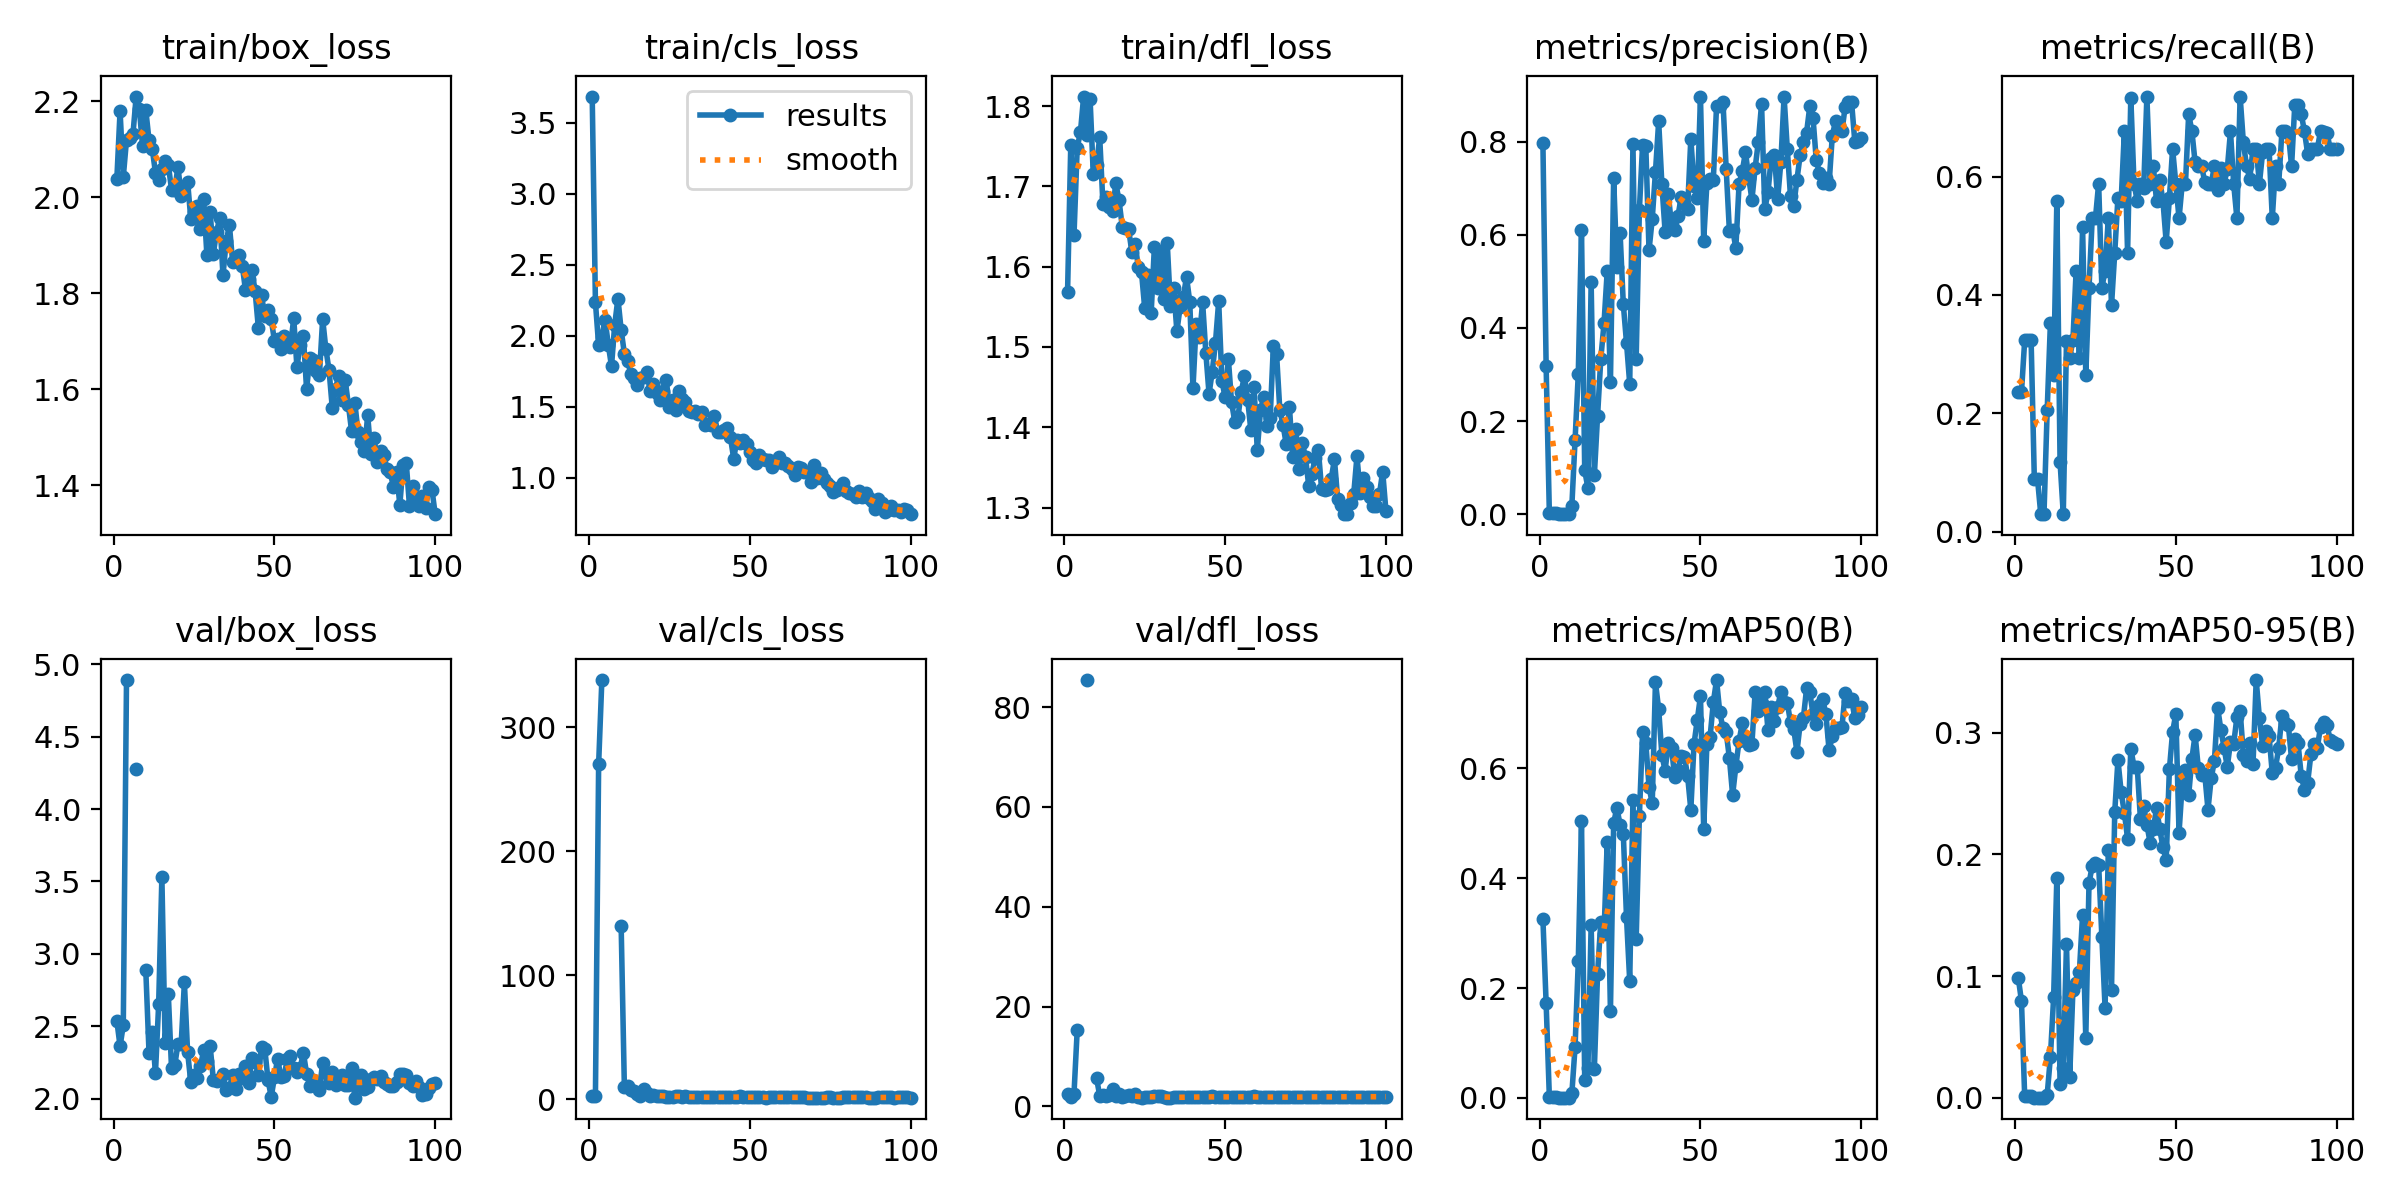 train/box_loss
2.2
2.0
1.8
1.6
1.4
0 50 100
train/cls_loss
results
smooth
3.5
3.0
2.5
2.0
1.5
1.0
0 50 100
train/dfl_loss
1.8
1.7
1.6
1.5
1.4
1.3
0 50 100
metrics/precision(B)
0.8
0.6
0.4
0.2
0.0
0 50 100
metrics/recall(B)
0.6
0.4
0.2
0.0
0 50 100
val/box_loss
5.0
4.5
4.0
3.5
3.0
2.5
2.0
0 50 100
val/cls_loss
300
200
100
0
0 50 100
val/dfl_loss
80
60
40
20
0
0 50 100
metrics/mAP50(B)
0.6
0.4
0.2
0.0
0 50 100
metrics/mAP50-95(B)
0.3
0.2
0.1
0.0
0 50 100